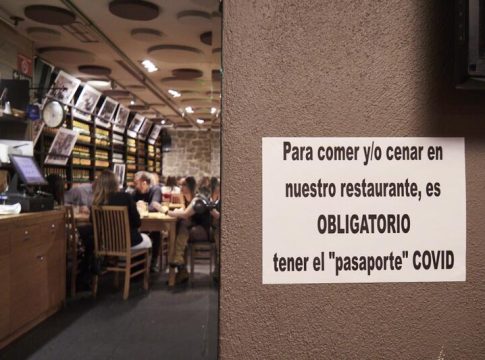 Para comer y/o cenar en
nuestro restaurante, es
OBLIGATORIO
tener el "pasaporte" COVID